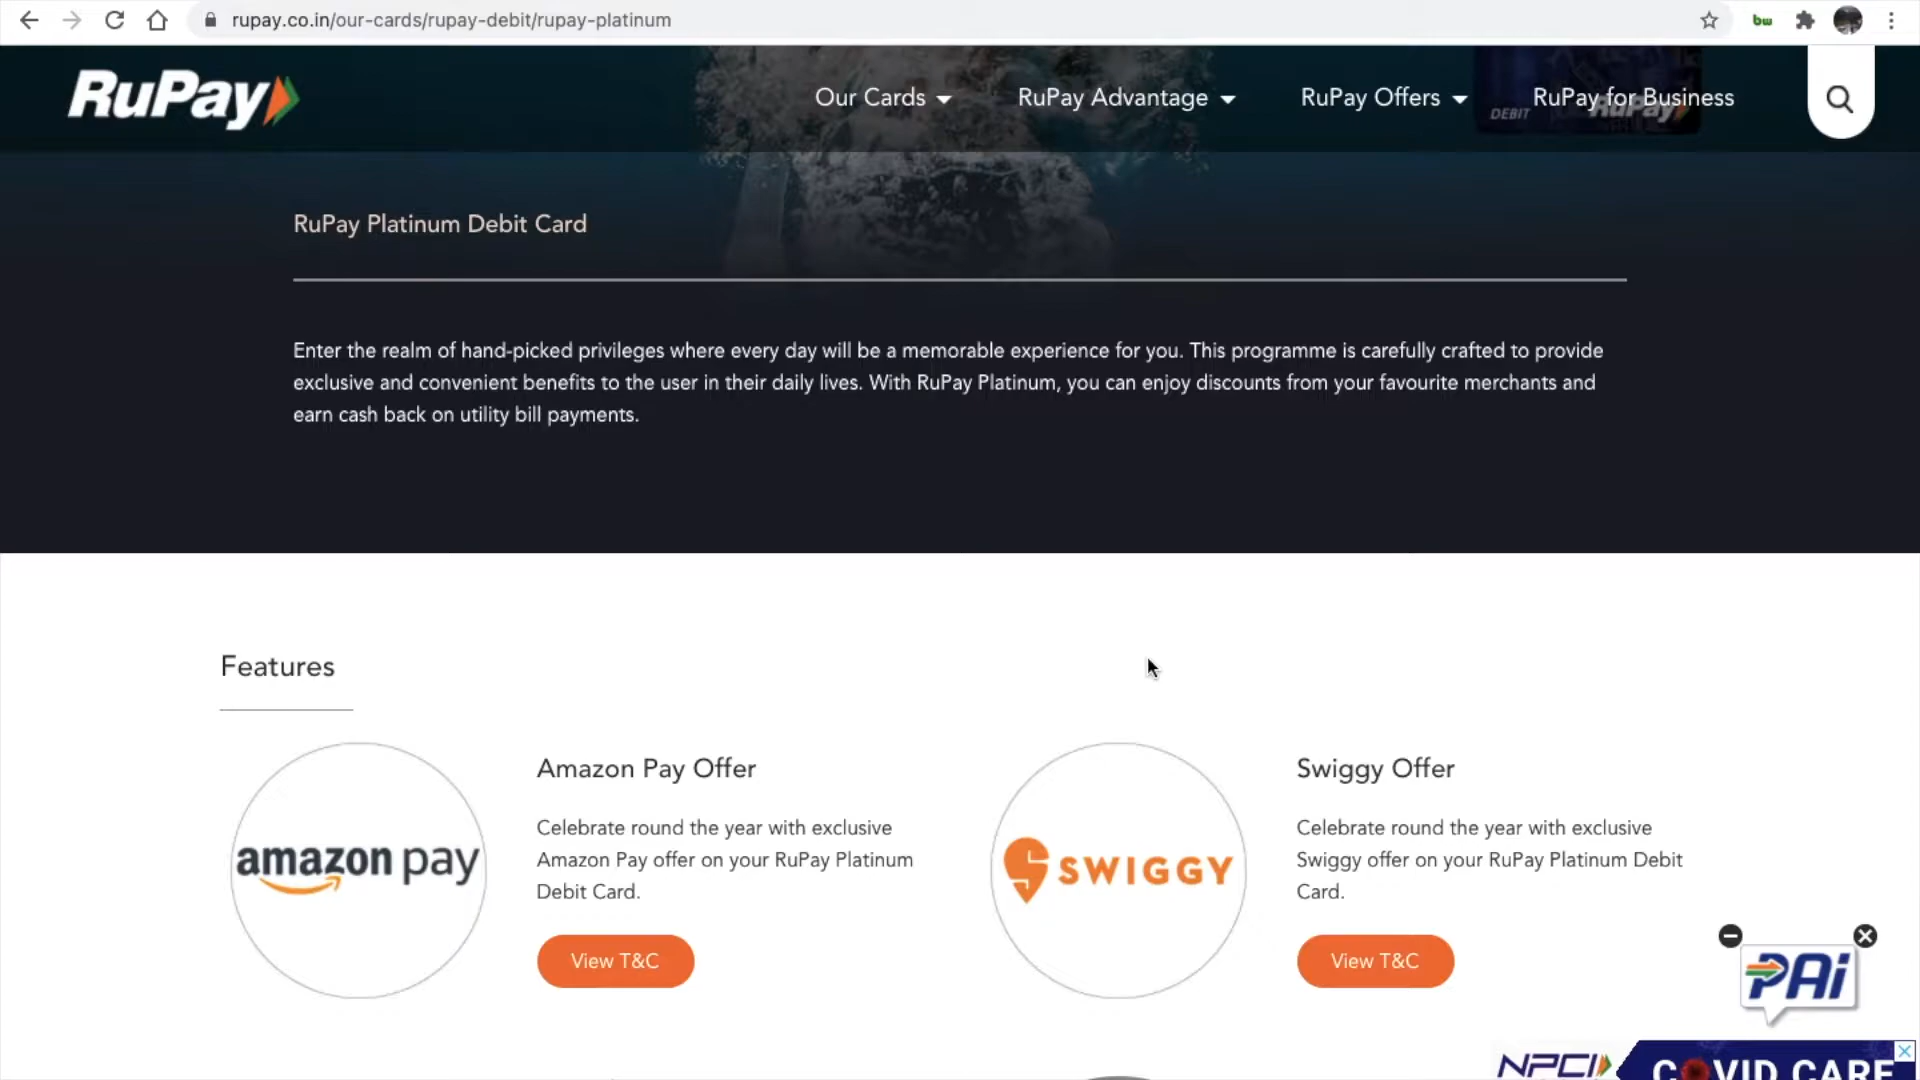 rupay.co.in/our-cards/rupay-debit/rupay-platinum
bw
RuPay
Our Cards
RuPay Advantage
RuPay Offers
RuPay for Business
DEBIT
RuPay
RuPay Platinum Debit Card
Enter the realm of hand-picked privileges where every day will be a memorable experience for you. This programme is carefully crafted to provide
exclusive and convenient benefits to the user in their daily lives. With RuPay Platinum, you can enjoy discounts from your favourite merchants and
earn cash back on utility bill payments.
Features
amazon pay
Amazon Pay Offer
Celebrate round the year with exclusive
Amazon Pay offer on your RuPay Platinum
Debit Card.
View T&C
SWIGGY
Swiggy Offer
Celebrate round the year with exclusive
Swiggy offer on your RuPay Platinum Debit
Card.
View T&C
PAi
NPCI
COVID CARE